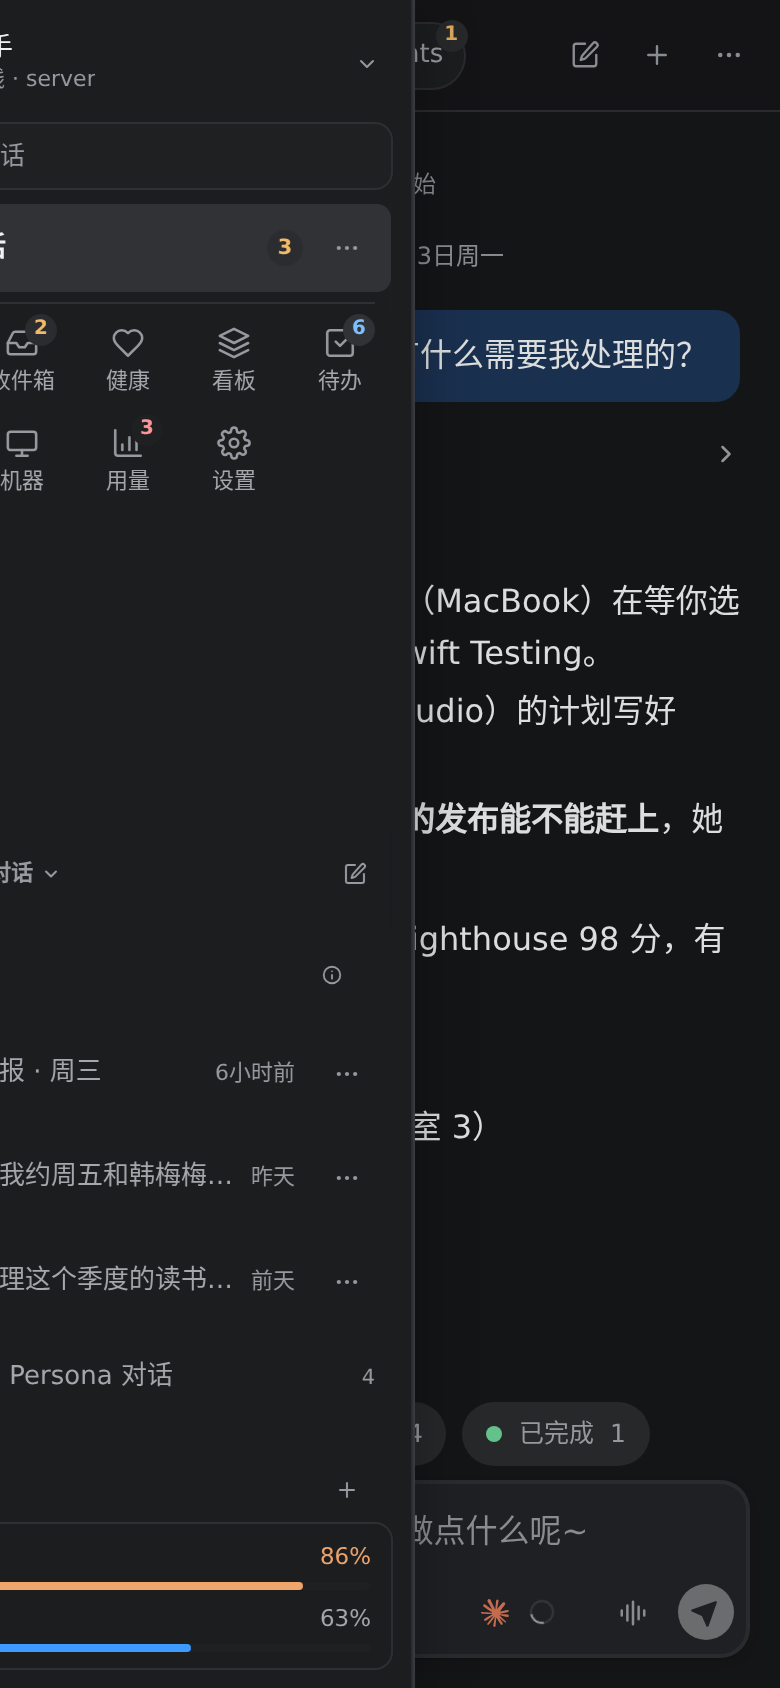 手
· server
话
3
1
收件箱
2
健康
看板
待办
6
机器
用量
3
设置
对话
报 · 周三
6小时前
我约周五和韩梅梅…
昨天
理这个季度的读书…
前天
Persona 对话
4
86%
63%
nts
始
3日周一
什么需要我处理的?
（MacBook）在等你选
wift Testing。
udio）的计划写好
的发布能不能赶上，她
ighthouse 98 分，有
室 3）
4
已完成 1
做点什么呢~